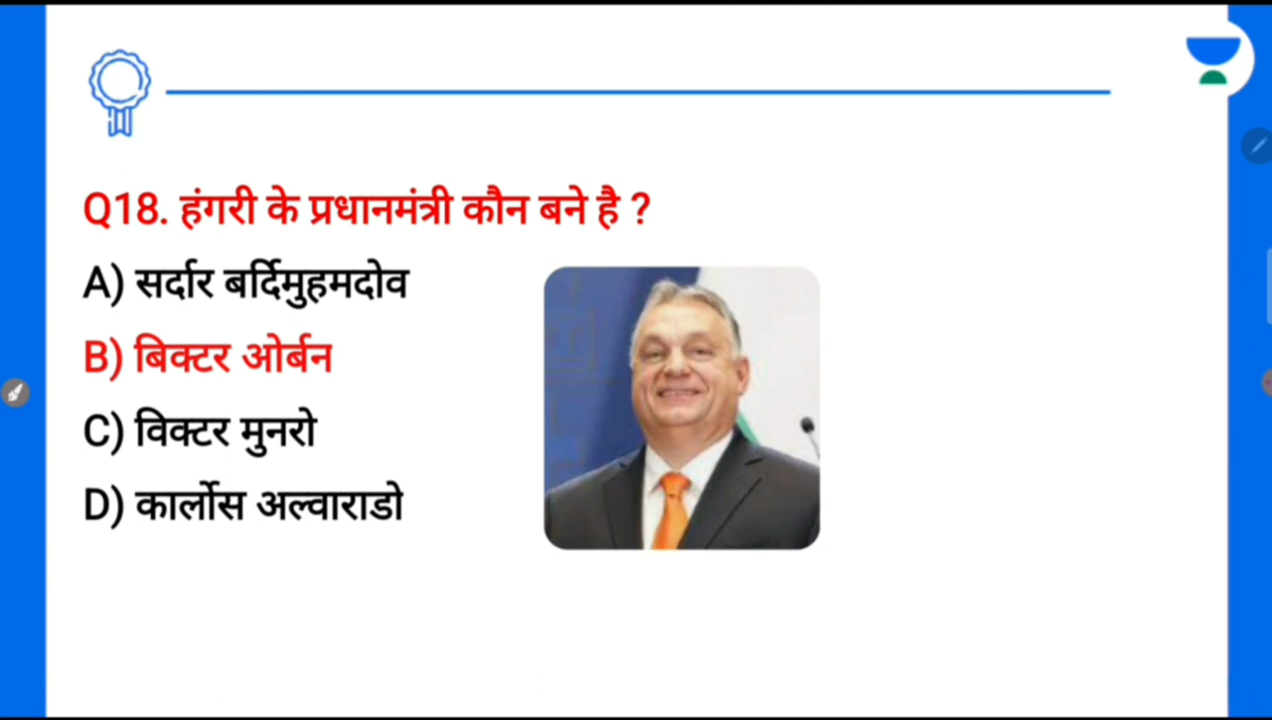 Q18. हंगरी के प्रधानमंत्री कौन बने है ?
A) सर्दार बर्दिमुहमदोव
B) बिक्टर ओर्बन
C) विक्टर मुनरो
D) कार्लोस अल्वाराडो